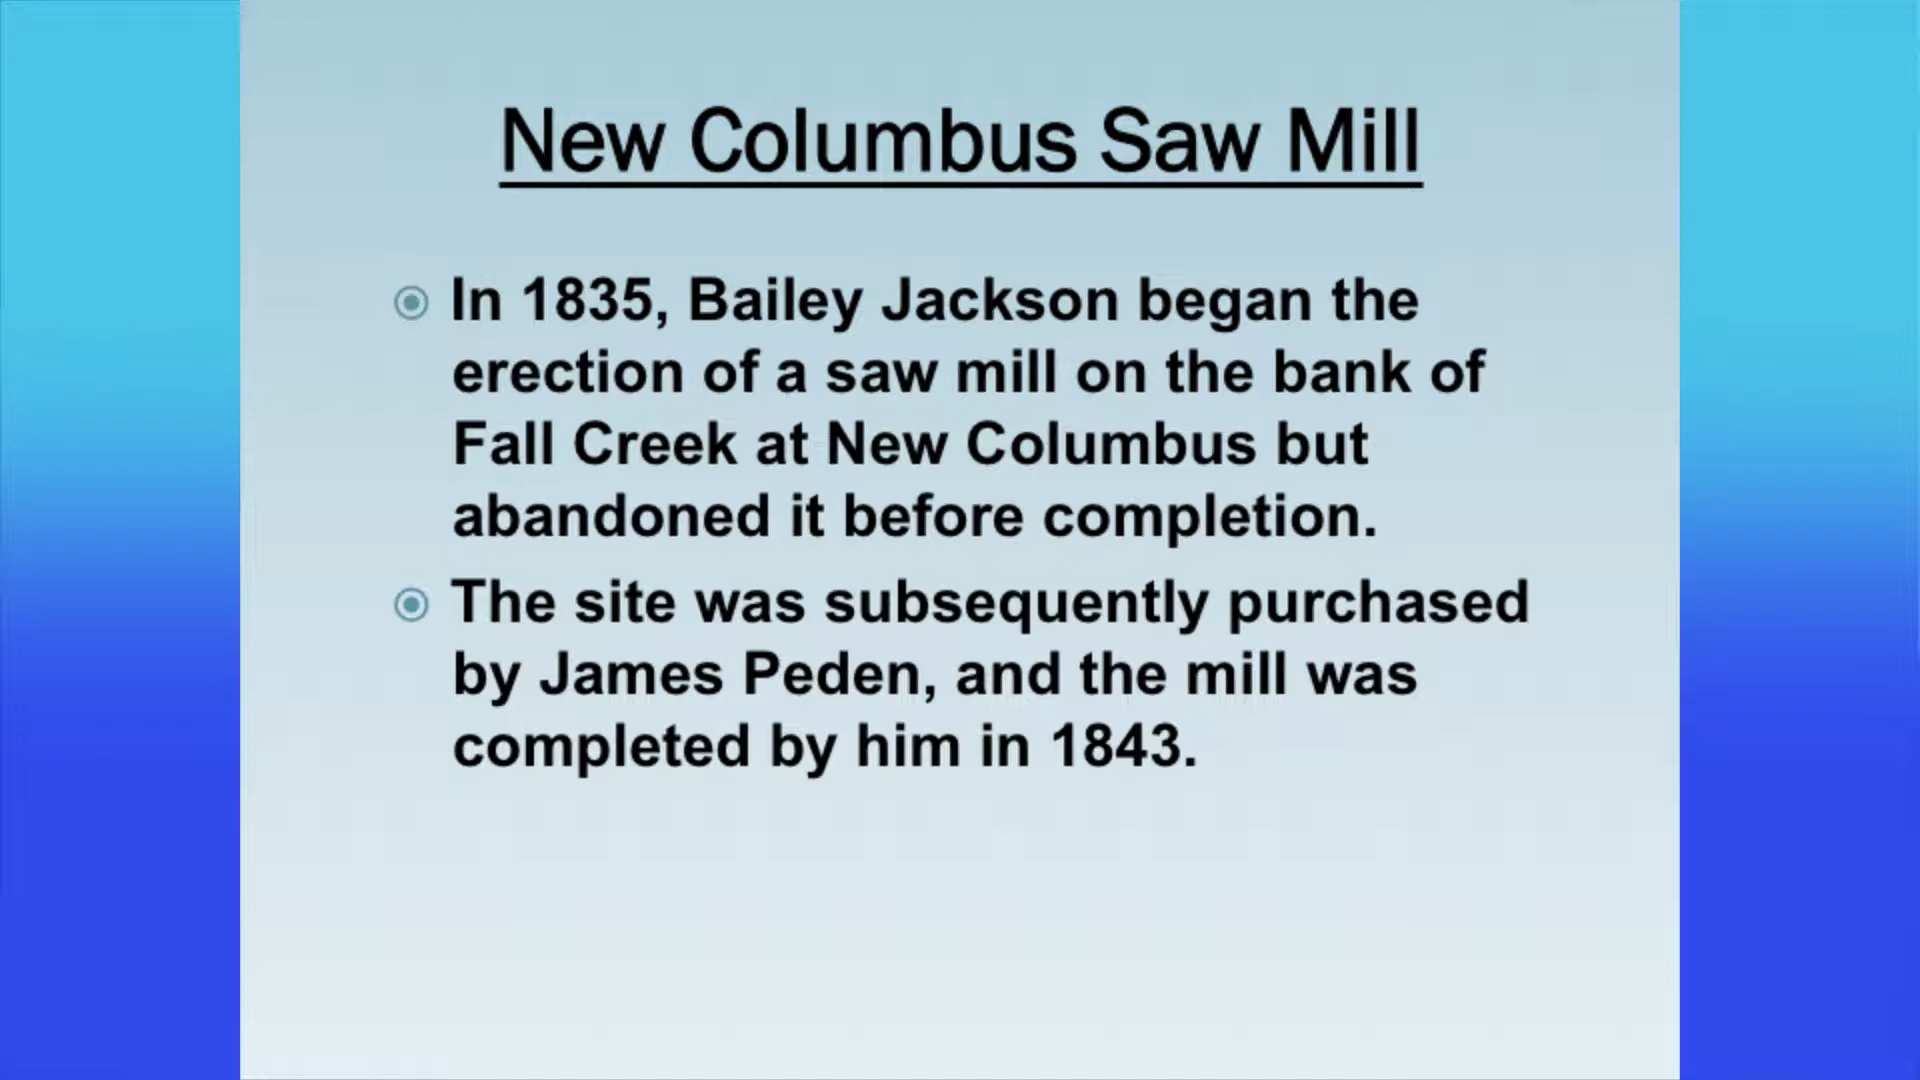 New Columbus Saw Mill
In 1835, Bailey Jackson began the
erection of a saw mill on the bank of
Fall Creek at New Columbus but
abandoned it before completion.
The site was subsequently purchased
by James Peden, and the mill was
completed by him in 1843.